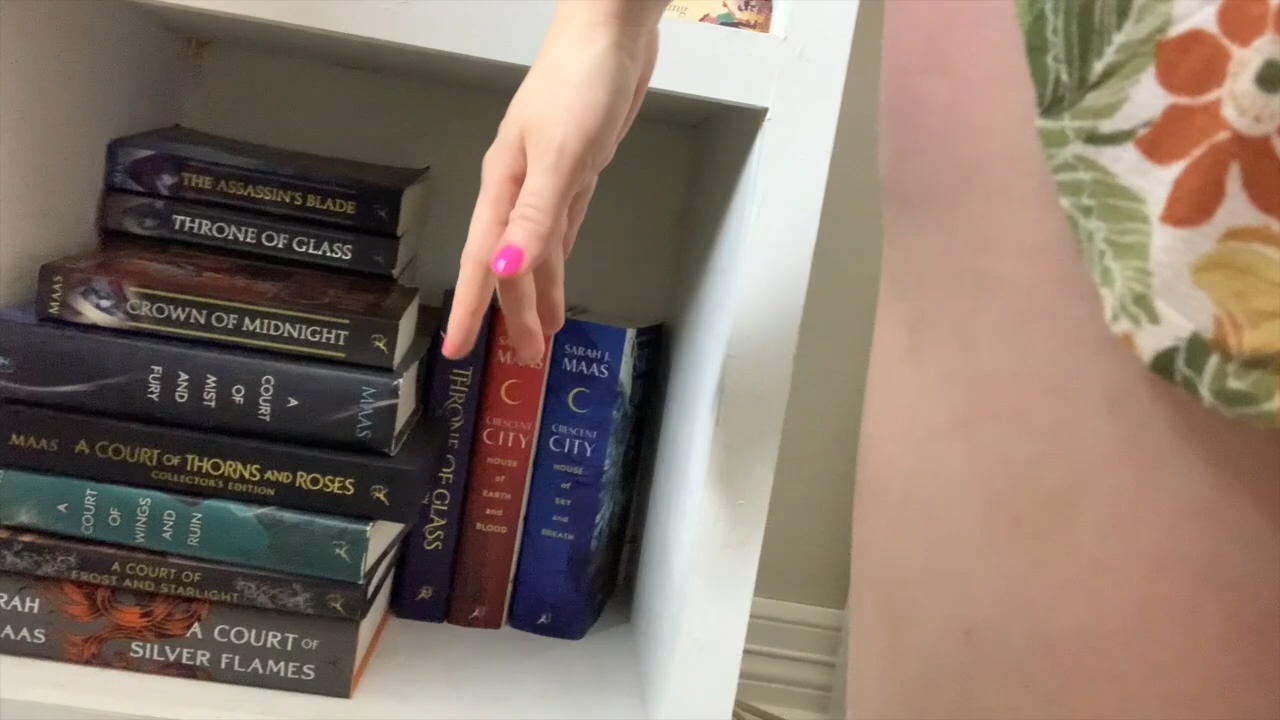 ing
THE ASSASSIN'S BLADE
THRONE OF GLASS
MAAS
CROWN OF MIDNIGHT
A
COURT
OF
MIST
AND
FURY
MAAS
MAAS A COURT OF THORNS AND ROSES
COLLECTOR'S EDITION
A
COURT
OF
WINGS
AND
RUIN
A COURT OF
FROST AND STARLIGHT
RAH
AAS
A COURT OF
SILVER FLAMES
THRONE OF GLASS
MAAS
CRESCENT
CITY
HOUSE
of
EARTH
and
BLOOD
SARAH J.
MAAS
CRESCENT
CITY
HOUSE
of
SKY
and
BREATH